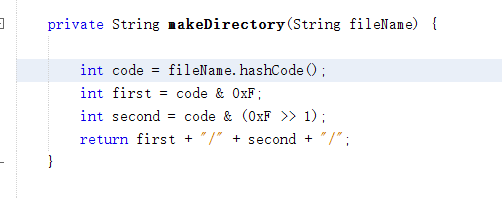 private String makeDirectory(String fileName) {
int code = fileName.hashCode();
int first = code & 0xF;
int second = code & (0xF >> 1);
return first + "/" + second + "/";
}